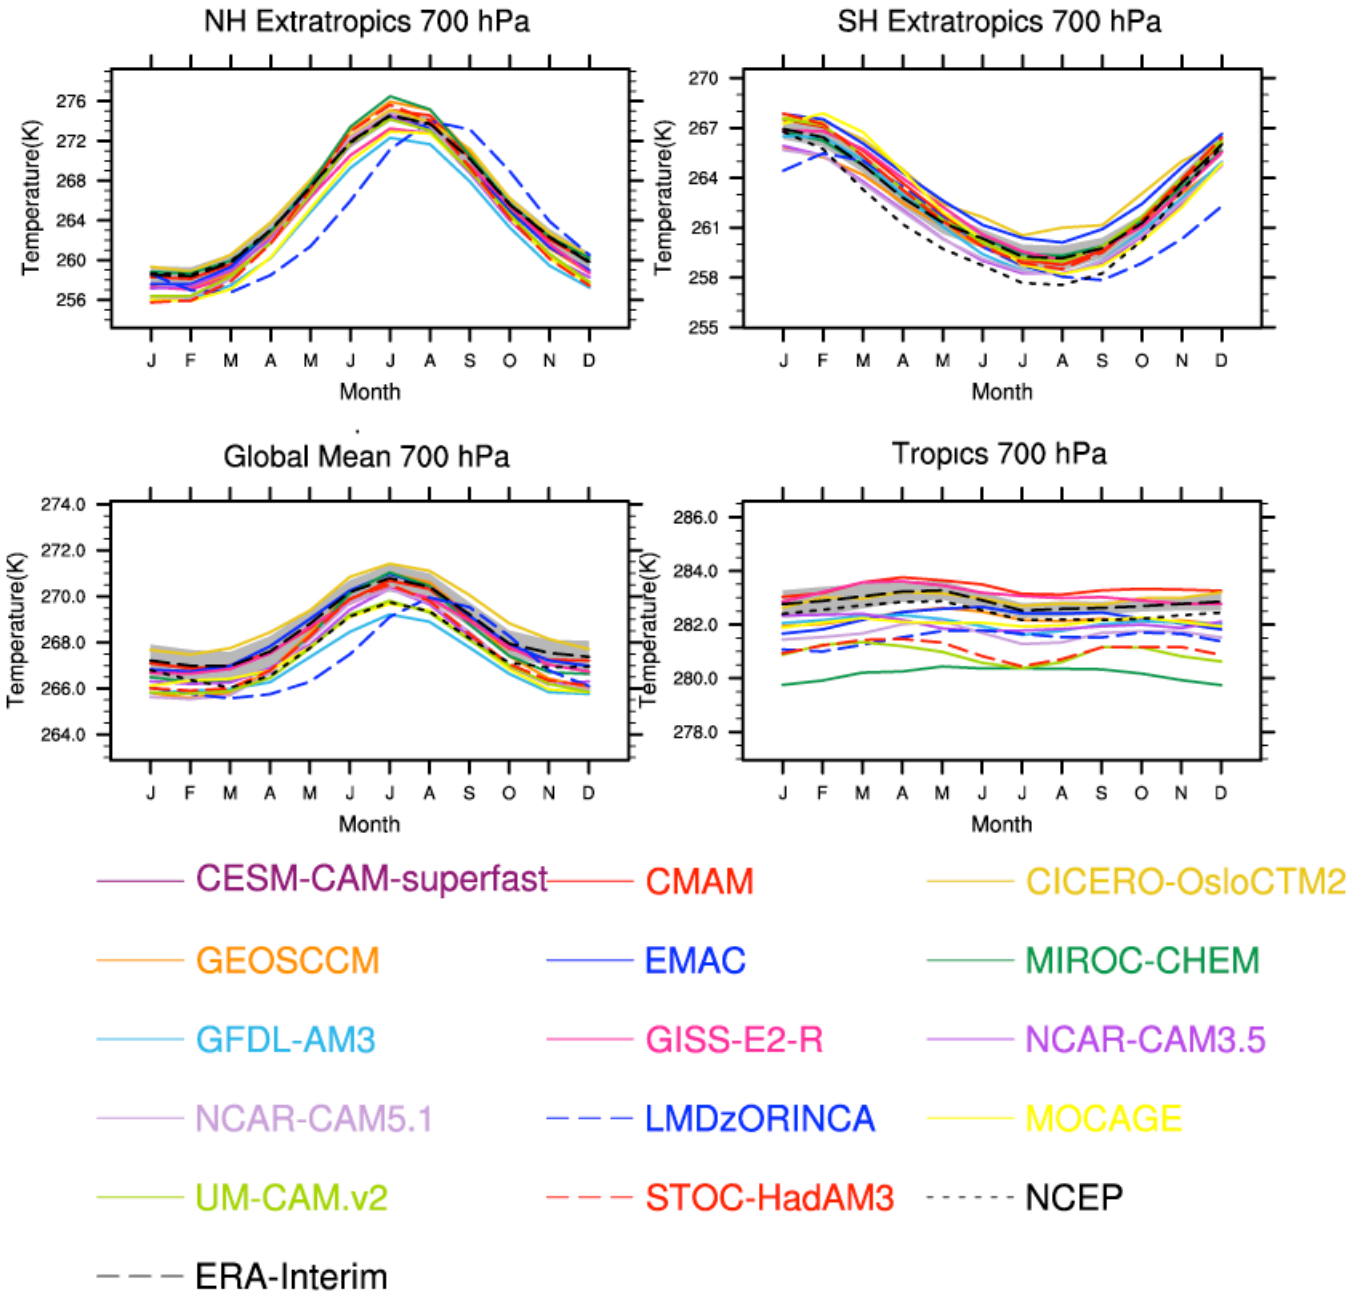 NH Extratropics 700 hPa
SH Extratropics 700 hPa
Temperature(K)
276
272
268
264
260
256
J F M A M J J A S O N D
Month
Temperature(K)
270
267
264
261
258
255
J F M A M J J A S O N D
Month
Global Mean 700 hPa
Tropics 700 hPa
Temperature(K)
274.0
272.0
270.0
268.0
266.0
264.0
J F M A M J J A S O N D
Month
Temperature(K)
286.0
284.0
282.0
280.0
278.0
J F M A M J J A S O N D
Month
CESM-CAM-superfast CMAM CICERO-OsloCTM2
GEOSCCM EMAC MIROC-CHEM
GFDL-AM3 GISS-E2-R NCAR-CAM3.5
NCAR-CAM5.1 LMDzORINCA MOCAGE
UM-CAM.v2 STOC-HadAM3 NCEP
ERA-Interim